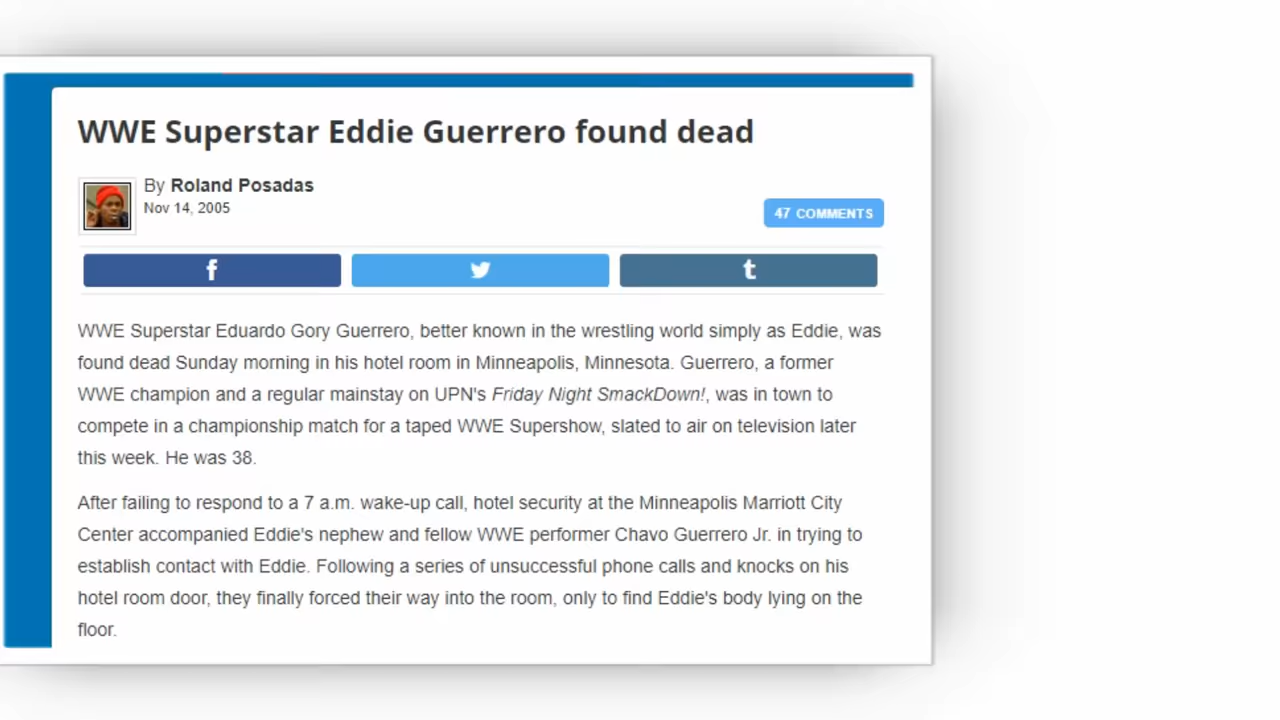 WWE Superstar Eddie Guerrero found dead
By Roland Posadas
Nov 14, 2005
47 COMMENTS
f
t
WWE Superstar Eduardo Gory Guerrero, better known in the wrestling world simply as Eddie, was
found dead Sunday morning in his hotel room in Minneapolis, Minnesota. Guerrero, a former
WWE champion and a regular mainstay on UPN's Friday Night SmackDown!, was in town to
compete in a championship match for a taped WWE Supershow, slated to air on television later
this week. He was 38.
After failing to respond to a 7 a.m. wake-up call, hotel security at the Minneapolis Marriott City
Center accompanied Eddie's nephew and fellow WWE performer Chavo Guerrero Jr. in trying to
establish contact with Eddie. Following a series of unsuccessful phone calls and knocks on his
hotel room door, they finally forced their way into the room, only to find Eddie's body lying on the
floor.